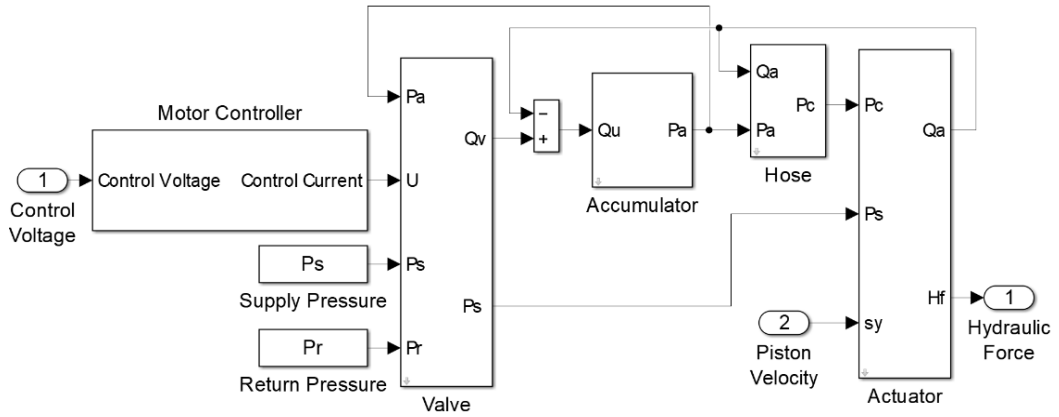 Motor Controller
1
Control
Voltage
Control Voltage
Control Current
Ps
Supply Pressure
Pr
Return Pressure
Pa
U
Ps
Pr
Qv
Ps
Valve
−
+
Qu
Pa
Accumulator
Qa
Pa
Pc
Hose
2
Piston
Velocity
Pc
Ps
sy
Qa
Hf
Actuator
1
Hydraulic
Force